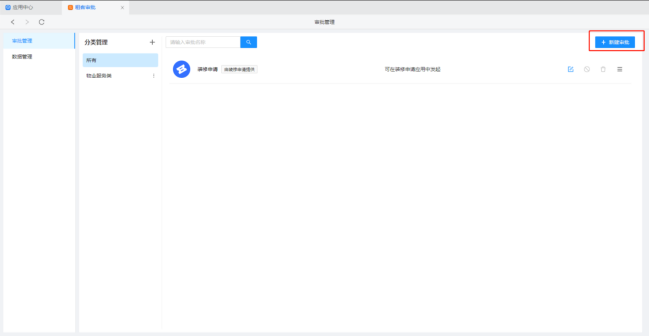 应用中心
租客审批
审批管理
审批管理
数据管理
分类管理
所有
物业服务类
请输入审批名称
+ 新建审批
装修申请
可在装修申请应用中发起